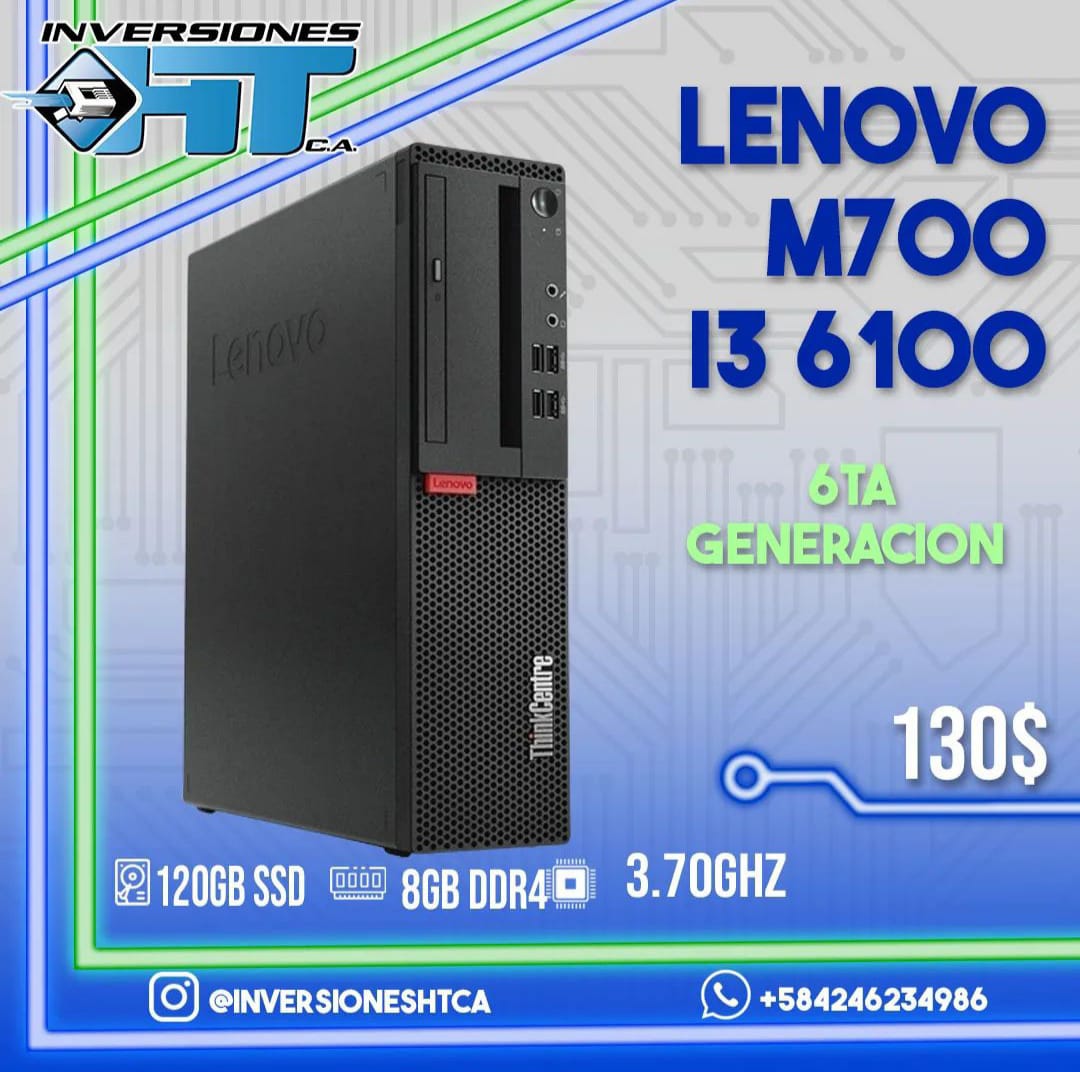 INVERSIONES
HT
C.A.
LENOVO
M700
I3 6100
6TA
GENERACION
Lenovo
Lenovo
ThinkCentre
130$
120GB SSD
8GB DDR4
3.70GHZ
@INVERSIONESHTCA
+584246234986